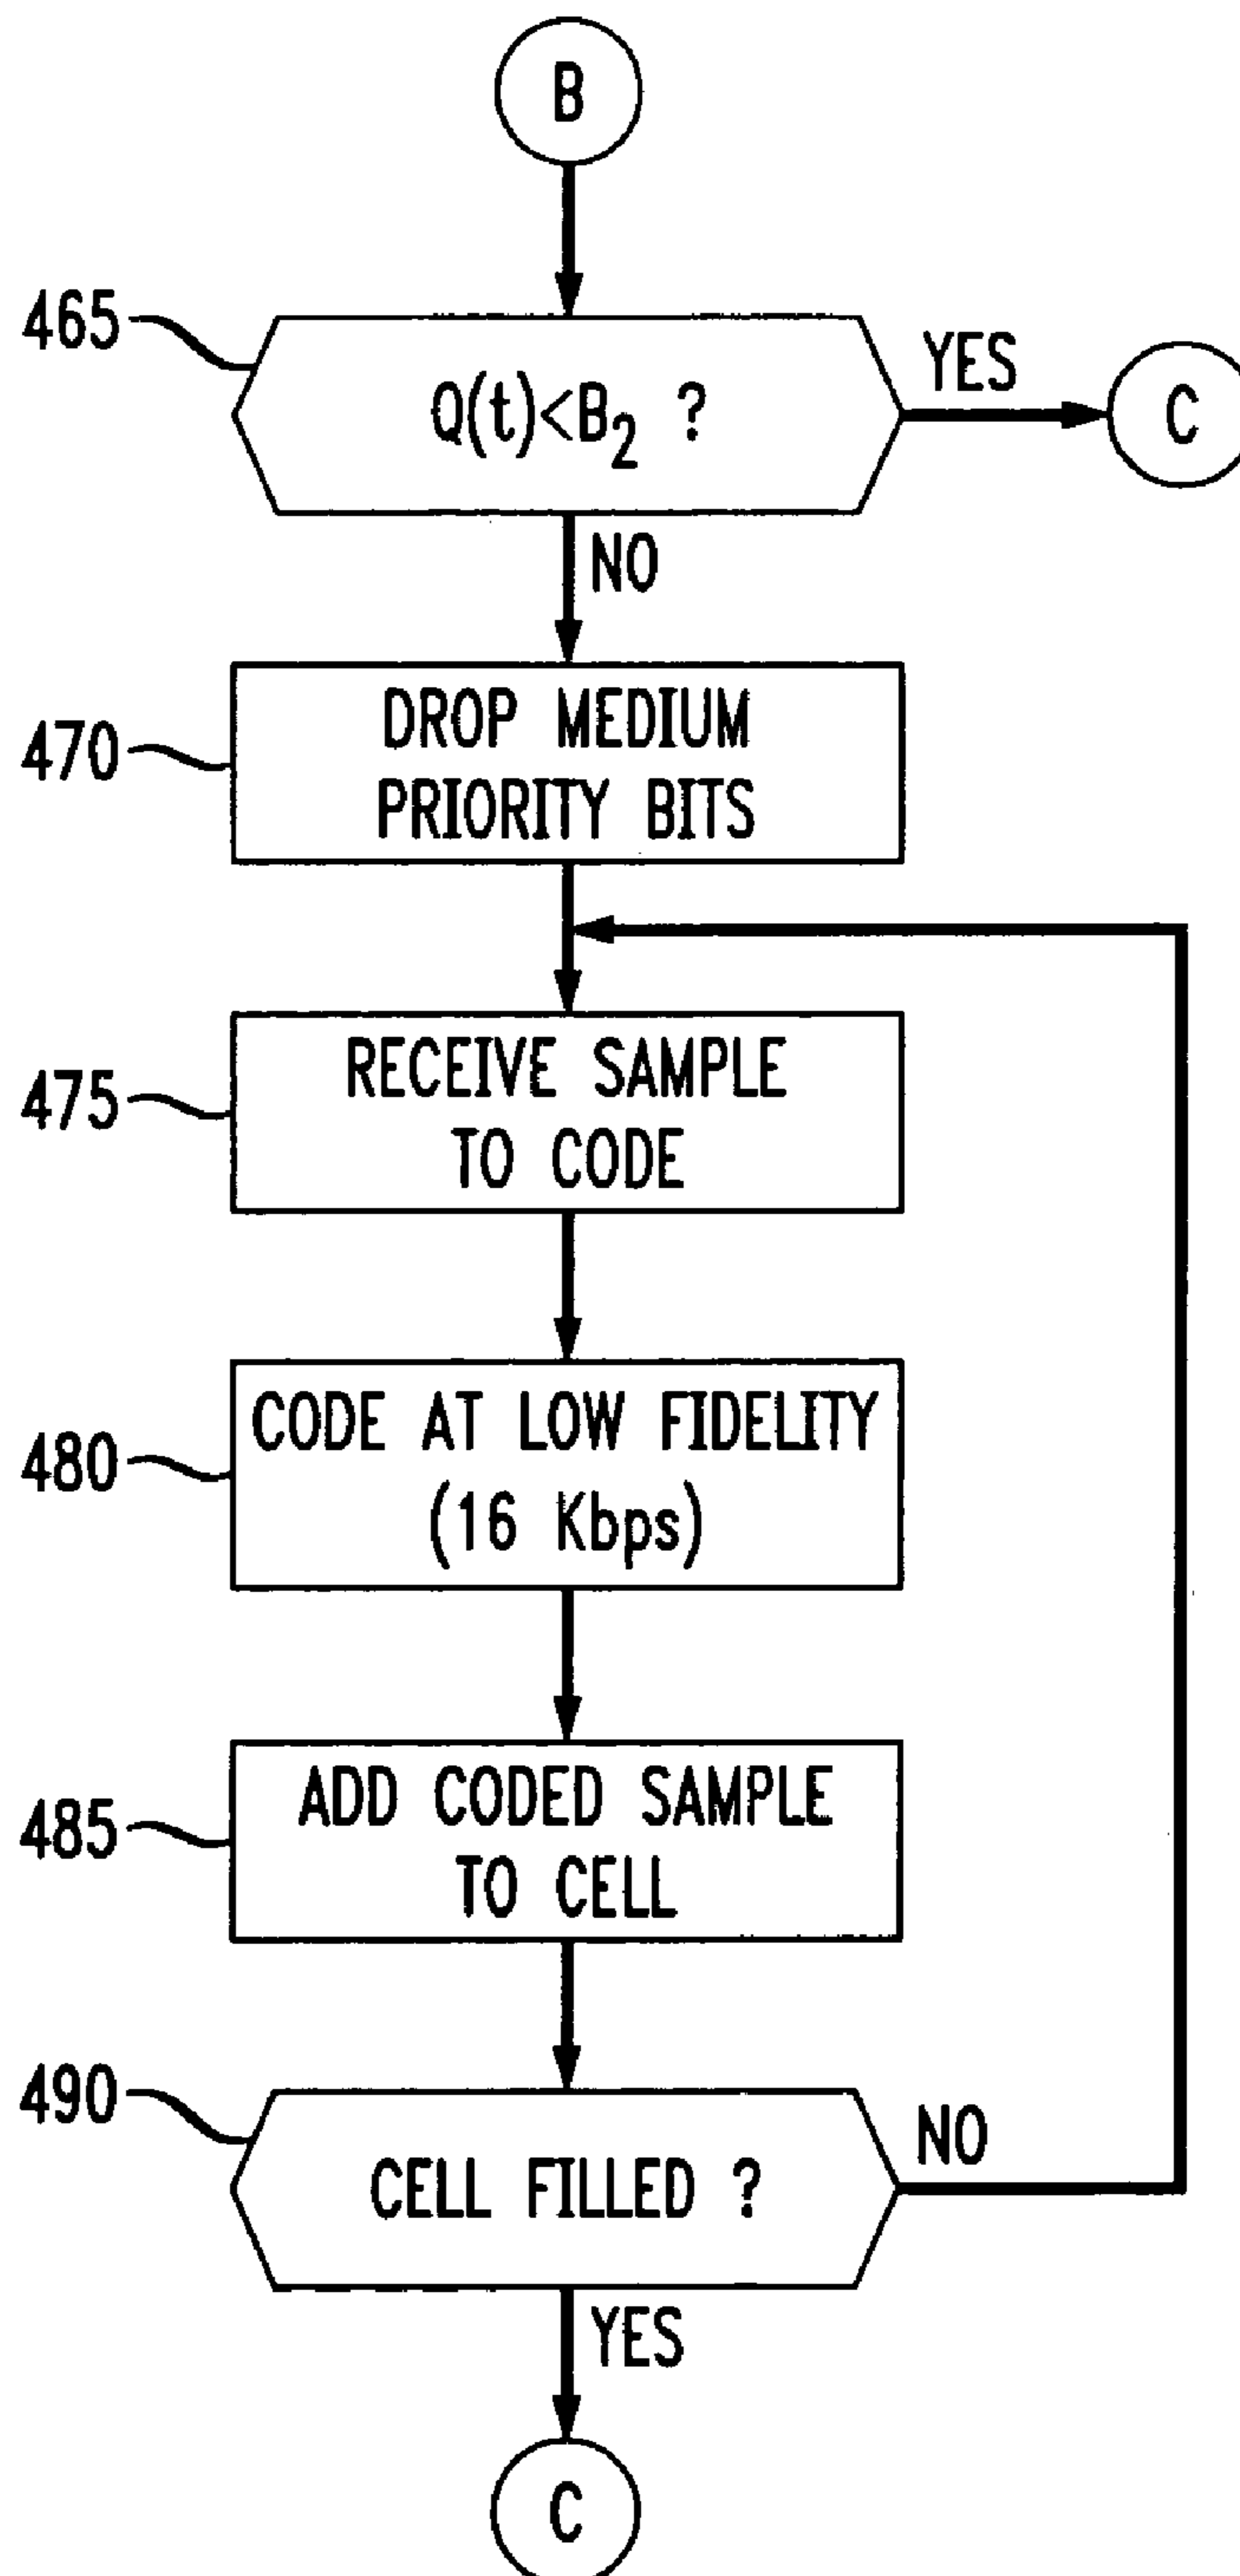 B
465
Q(t)<B₂ ?
YES
C
NO
470
DROP MEDIUM
PRIORITY BITS
475
RECEIVE SAMPLE
TO CODE
480
CODE AT LOW FIDELITY
(16 Kbps)
485
ADD CODED SAMPLE
TO CELL
490
CELL FILLED ?
NO
YES
C